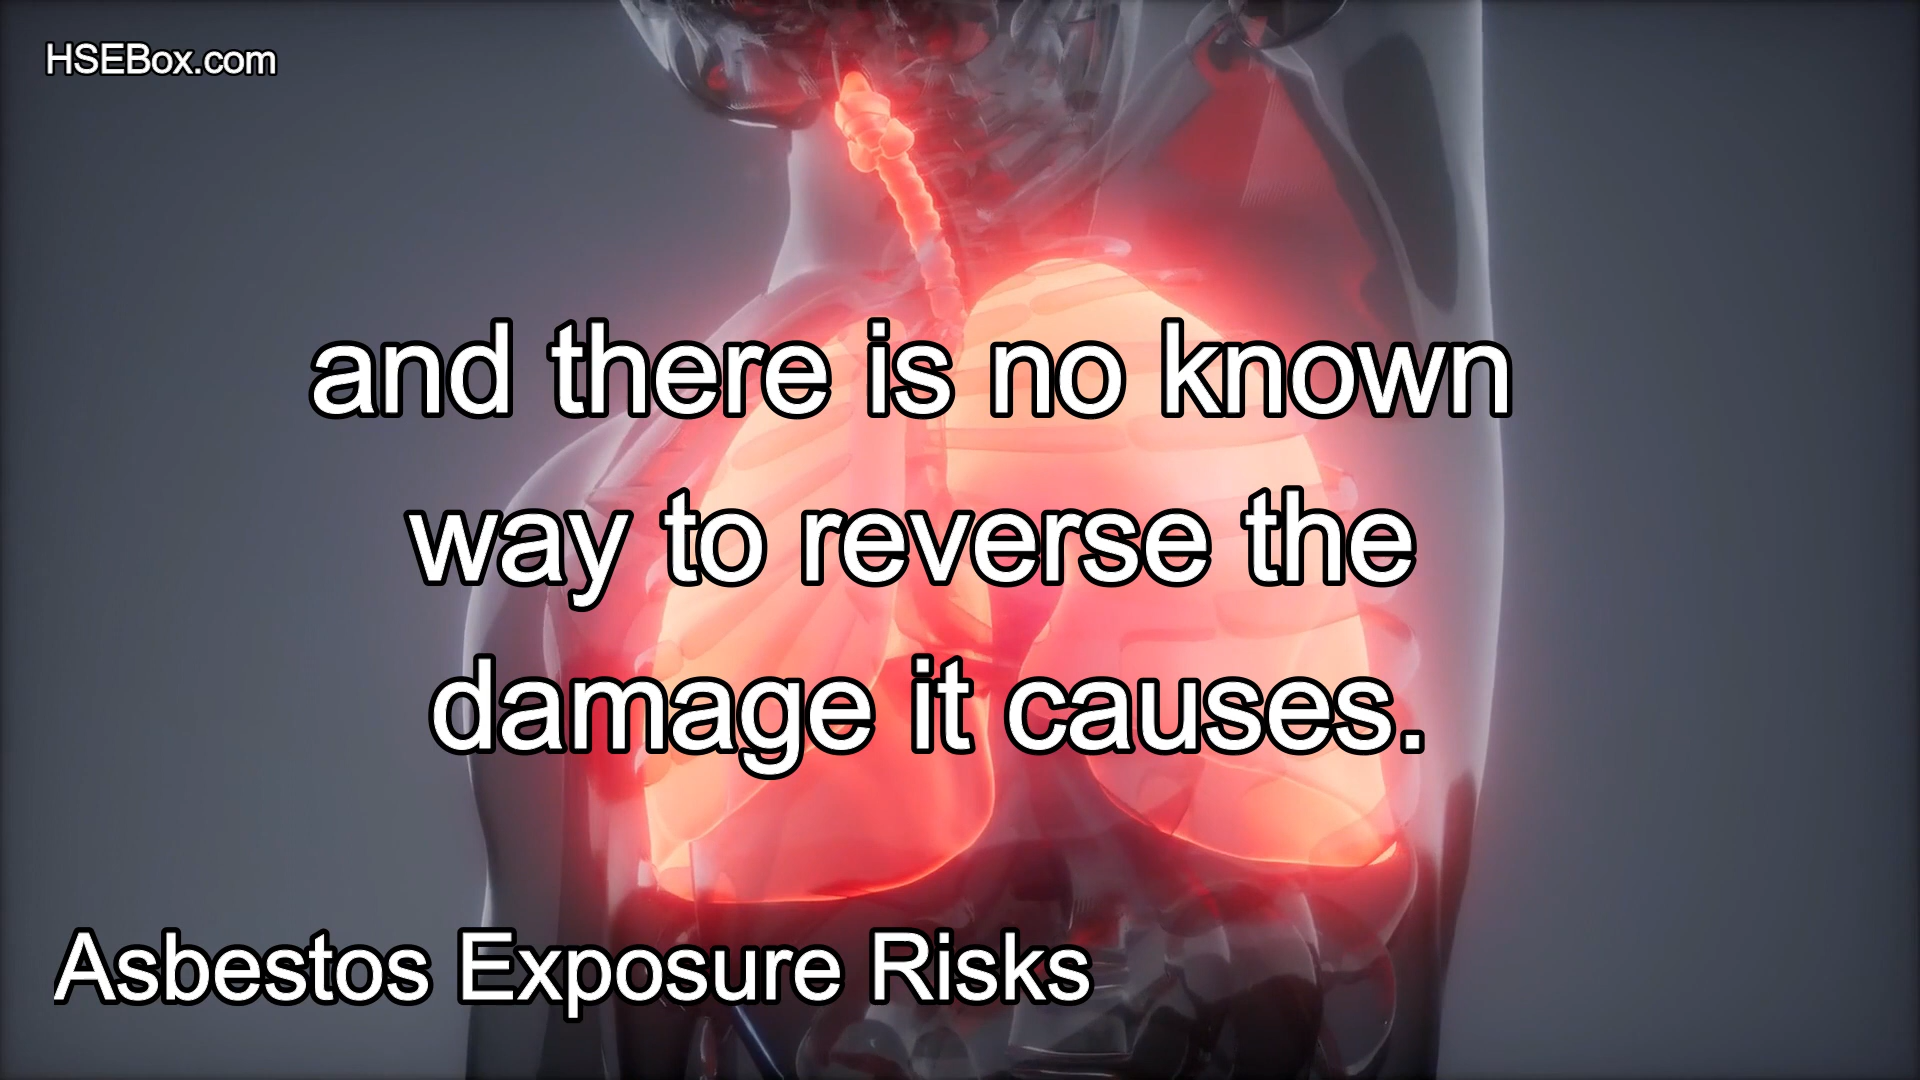 HSEBox.com
and there is no known
way to reverse the
damage it causes.
Asbestos Exposure Risks